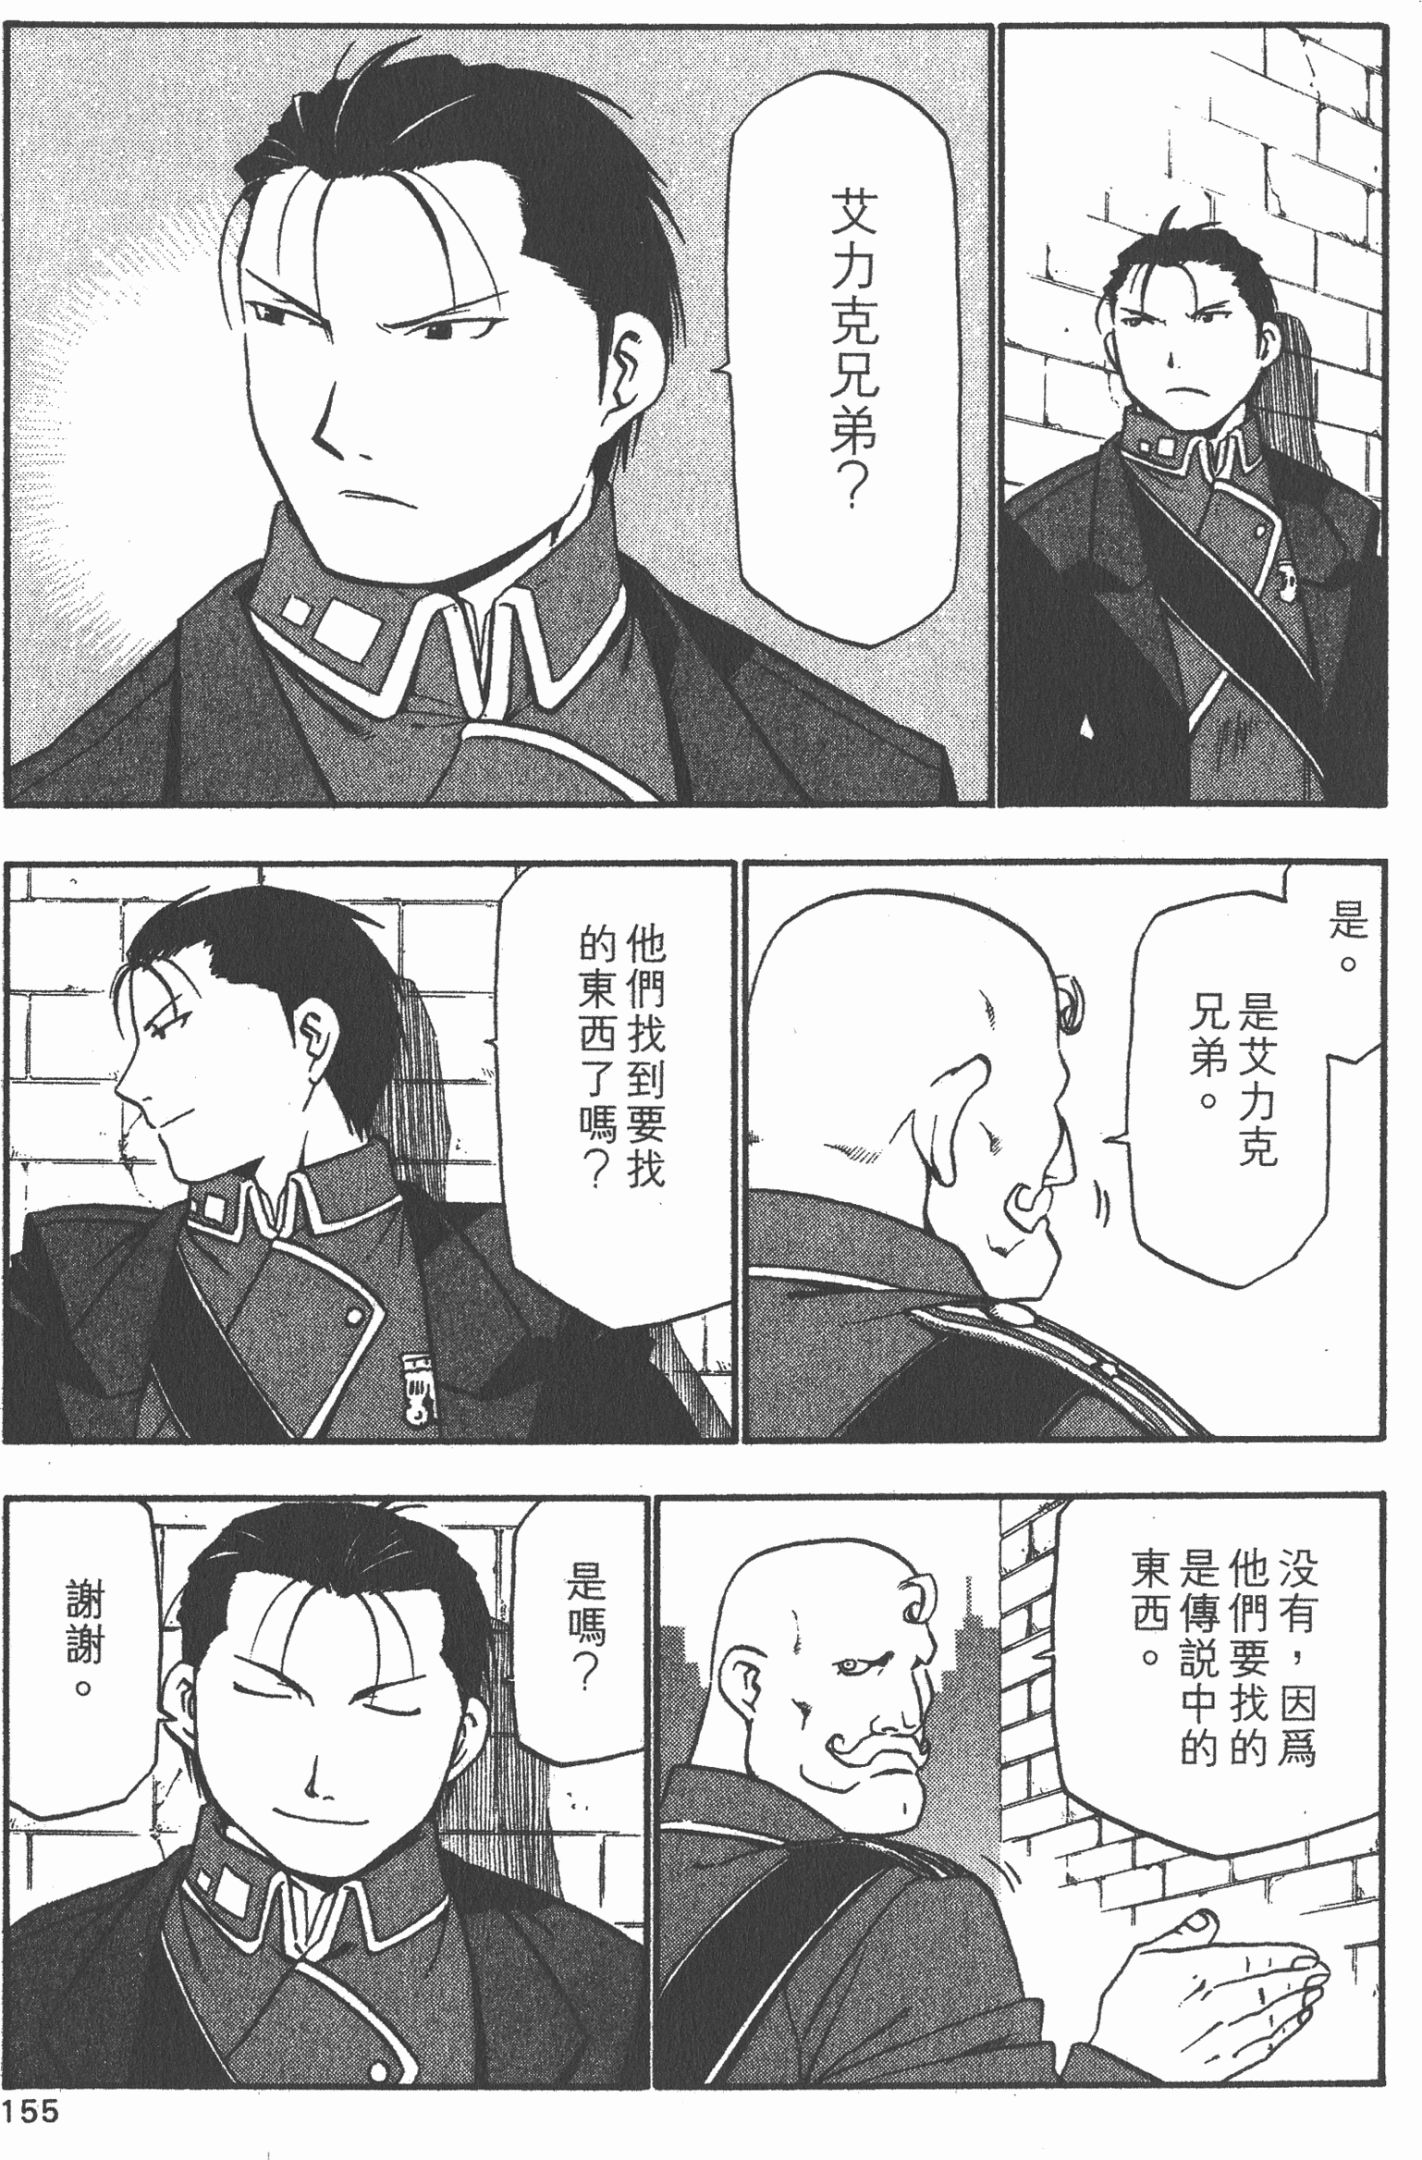 艾力克兄弟？
是。
是艾力克
兄弟。
他們找到要找
的東西了嗎？
没有，因爲
他們要找的
是傳説中的
東西。
是嗎？
謝謝。
155